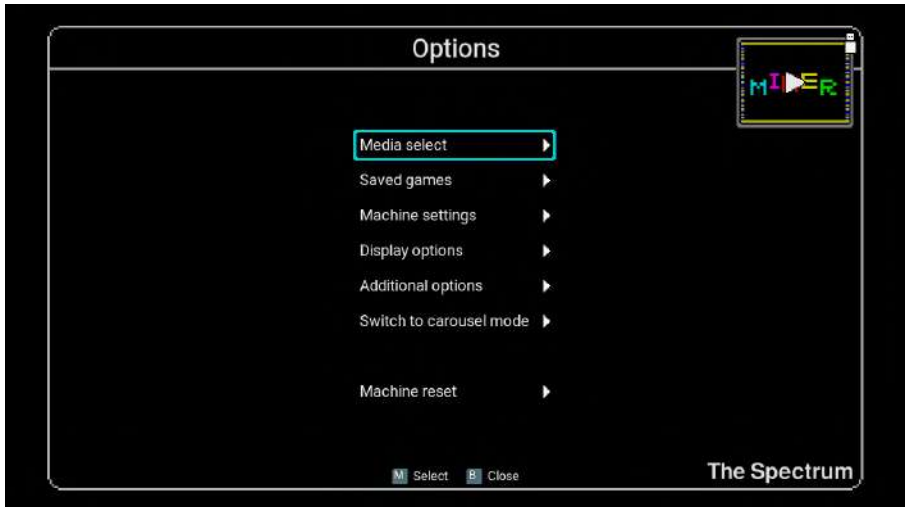 Options
MINER
Media select
Saved games
Machine settings
Display options
Additional options
Switch to carousel mode
Machine reset
M Select B Close
The Spectrum